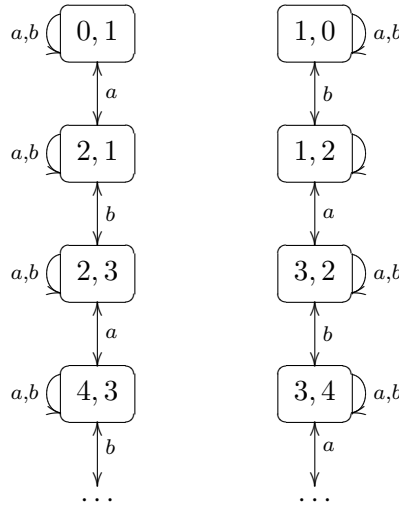 a,b 0, 1 1, 0 a,b
a b
a,b 2, 1 1, 2
b a
a,b 2, 3 3, 2 a,b
a b
a,b 4, 3 3, 4 a,b
b a
... ...